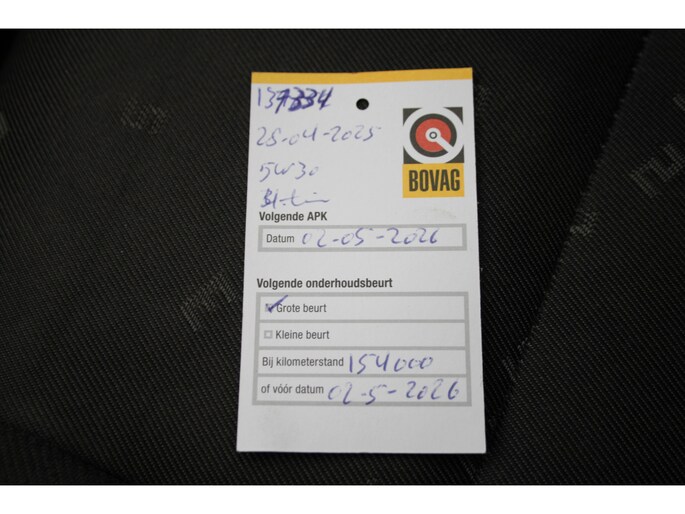 137334
28-04-2025
5W30
BOVAG
Volgende APK
Datum 02-05-2026
Volgende onderhoudsbeurt
Grote beurt
Kleine beurt
Bij kilometerstand 154000
of vóór datum 02-5-2026